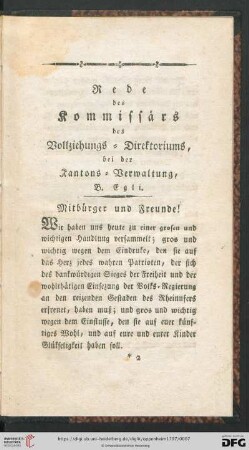 Rede
des
Kommissärs
des
Vollziehungs-Direktoriums,
bei der
Kantons-Verwaltung,
B. Egli.
Mitbürger und Freunde!
Wir haben uns heute zu einer grosen und
wichtigen Handlung versammelt; gros und
wichtig wegen dem Eindruke, den sie auf
das Herz jedes wahren Patrioten, der sich
des dankwürdigen Sieges der Freiheit und der
wohlthätigen Einsezung der Volks-Regierung
an den reizenden Gestaden des Rheinufers
erfreuet, haben muß; und gros und wichtig
wegen dem Einflusse, den sie auf eure künf-
tiges Wohl, und auf eure und eurer Kinder
Glükseligkeit haben soll.
2